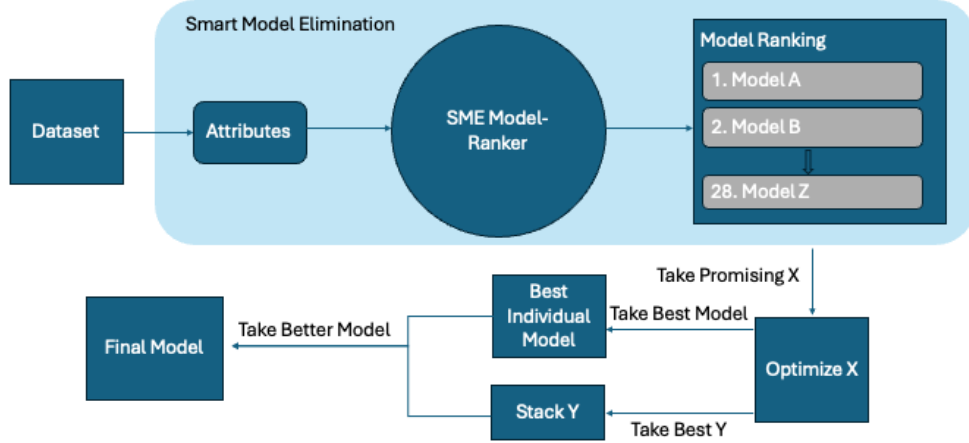 Smart Model Elimination
Dataset
Attributes
SME Model-
Ranker
Model Ranking
1. Model A
2. Model B
28. Model Z
Take Promising X
Optimize X
Take Best Model
Best
Individual
Model
Take Best Y
Stack Y
Take Better Model
Final Model